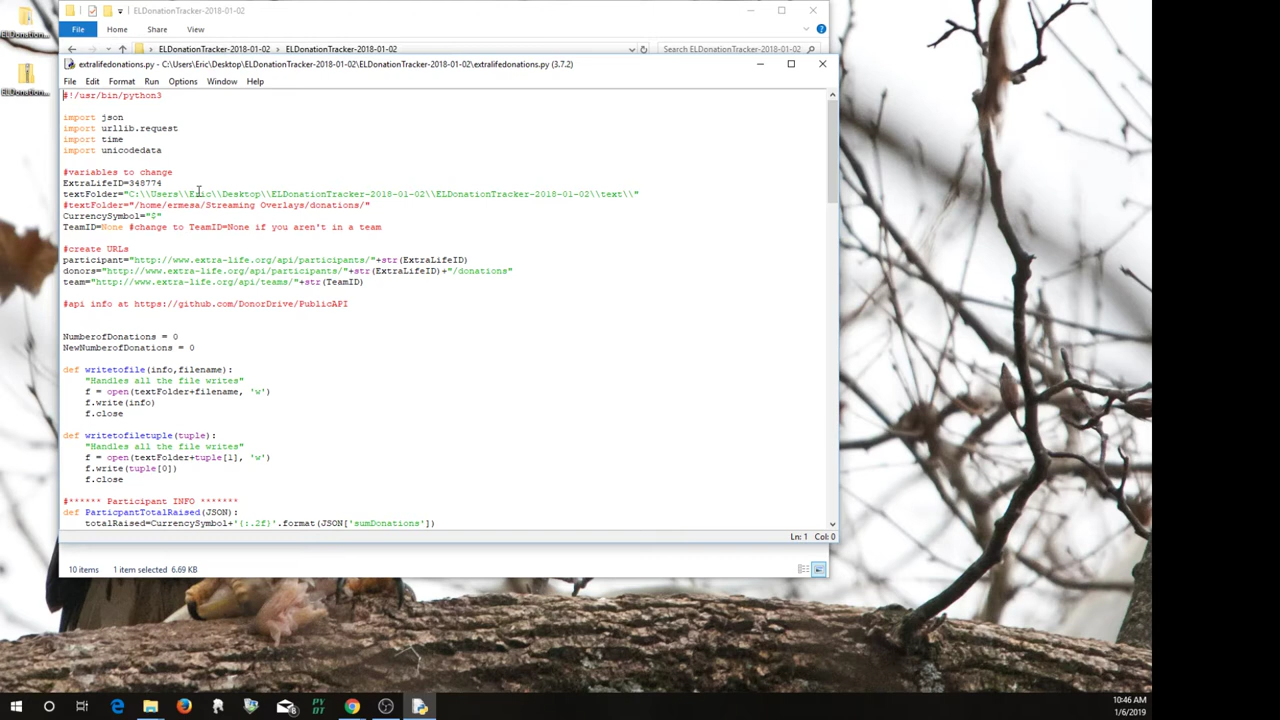 ELDonationTracker-2018-01-02
File Home Share View
ELDonationTracker-2018-01-02 ELDonationTracker-2018-01-02 Search ELDonationTracker-2018-01-02
ELDonation...
ELDonation...
extralifedonations.py - C:\Users\Eric\Desktop\ELDonationTracker-2018-01-02\ELDonationTracker-2018-01-02\extralifedonations.py (3.7.2)
File Edit Format Run Options Window Help
#!/usr/bin/python3
import json
import urllib.request
import time
import unicodedata
#variables to change
ExtraLifeID=348774
textFolder="C:\\Users\\Eric\\Desktop\\ELDonationTracker-2018-01-02\\ELDonationTracker-2018-01-02\\text\\"
#textFolder="/home/ermesa/Streaming Overlays/donations/"
CurrencySymbol="$"
TeamID=None #change to TeamID=None if you aren't in a team
#create URLs
participant="http://www.extra-life.org/api/participants/"+str(ExtraLifeID)
donors="http://www.extra-life.org/api/participants/"+str(ExtraLifeID)+"/donations"
team="http://www.extra-life.org/api/teams/"+str(TeamID)
#api info at https://github.com/DonorDrive/PublicAPI
NumberofDonations = 0
NewNumberofDonations = 0
def writetofile(info,filename):
"Handles all the file writes"
f = open(textFolder+filename, 'w')
f.write(info)
f.close
def writetofiletuple(tuple):
"Handles all the file writes"
f = open(textFolder+tuple[1], 'w')
f.write(tuple[0])
f.close
#****** Participant INFO *******
def ParticpantTotalRaised(JSON):
totalRaised=CurrencySymbol+'{:.2f}'.format(JSON['sumDonations'])
Ln: 1 Col: 0
10 items 1 item selected 6.69 KB
PY
OT
10:46 AM
1/6/2019